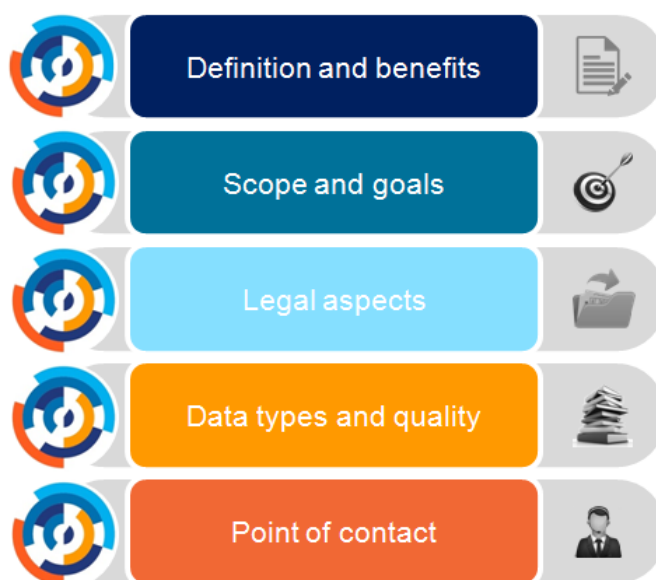 Definition and benefits
Scope and goals
Legal aspects
Data types and quality
Point of contact